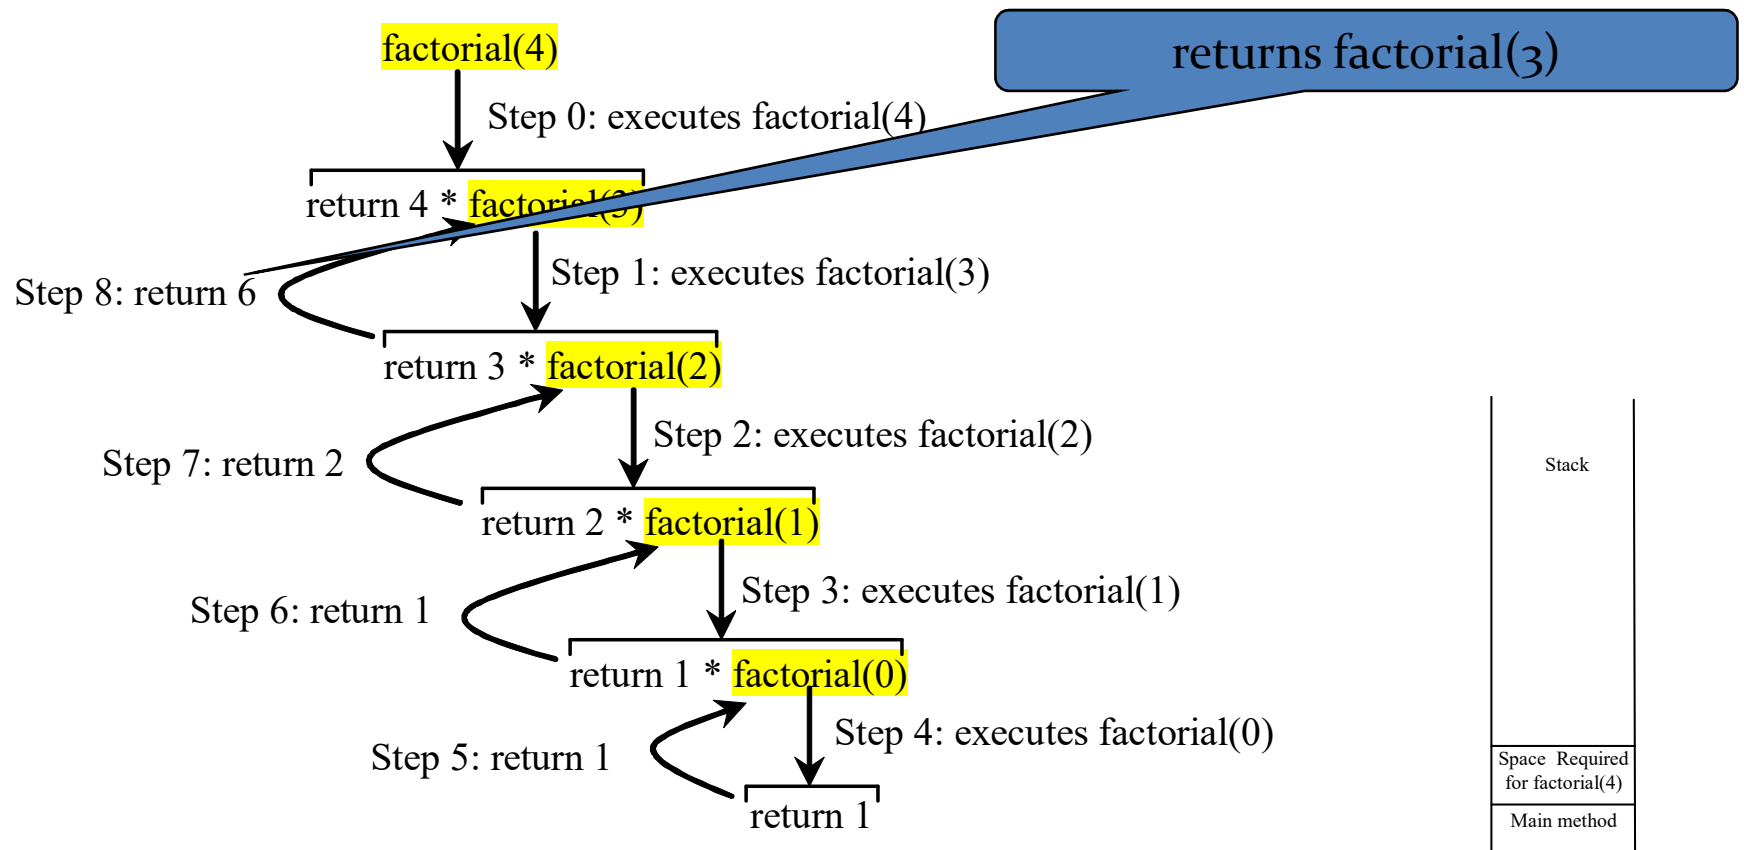 factorial(4)
returns factorial(3)
Step 0: executes factorial(4)
return 4 * factorial(3)
Step 1: executes factorial(3)
Step 8: return 6
return 3 * factorial(2)
Step 2: executes factorial(2)
Step 7: return 2
Stack
return 2 * factorial(1)
Step 3: executes factorial(1)
Step 6: return 1
return 1 * factorial(0)
Step 4: executes factorial(0)
Step 5: return 1
Space Required
for factorial(4)
return 1
Main method